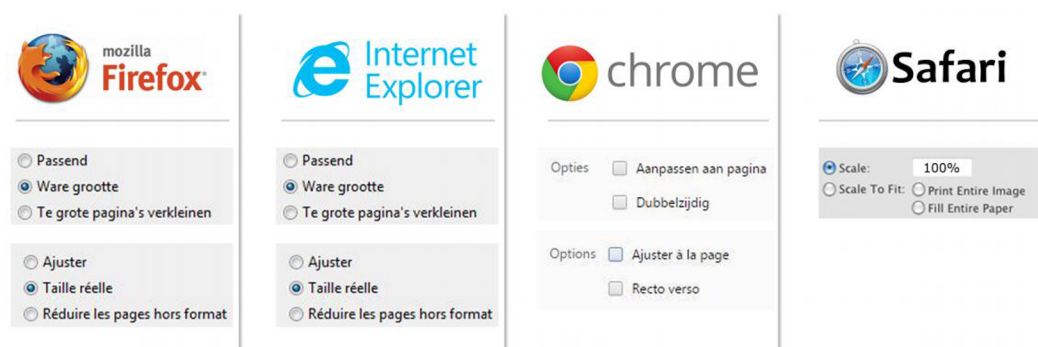 mozilla
Firefox
Passend
Ware grootte
Te grote pagina's verkleinen
Ajuster
Taille réelle
Réduire les pages hors format
Internet
Explorer
Passend
Ware grootte
Te grote pagina's verkleinen
Ajuster
Taille réelle
Réduire les pages hors format
chrome
Opties Aanpassen aan pagina
Dubbelzijdig
Options Ajuster à la page
Recto verso
Safari
Scale: 100%
Scale To Fit: Print Entire Image
Fill Entire Paper